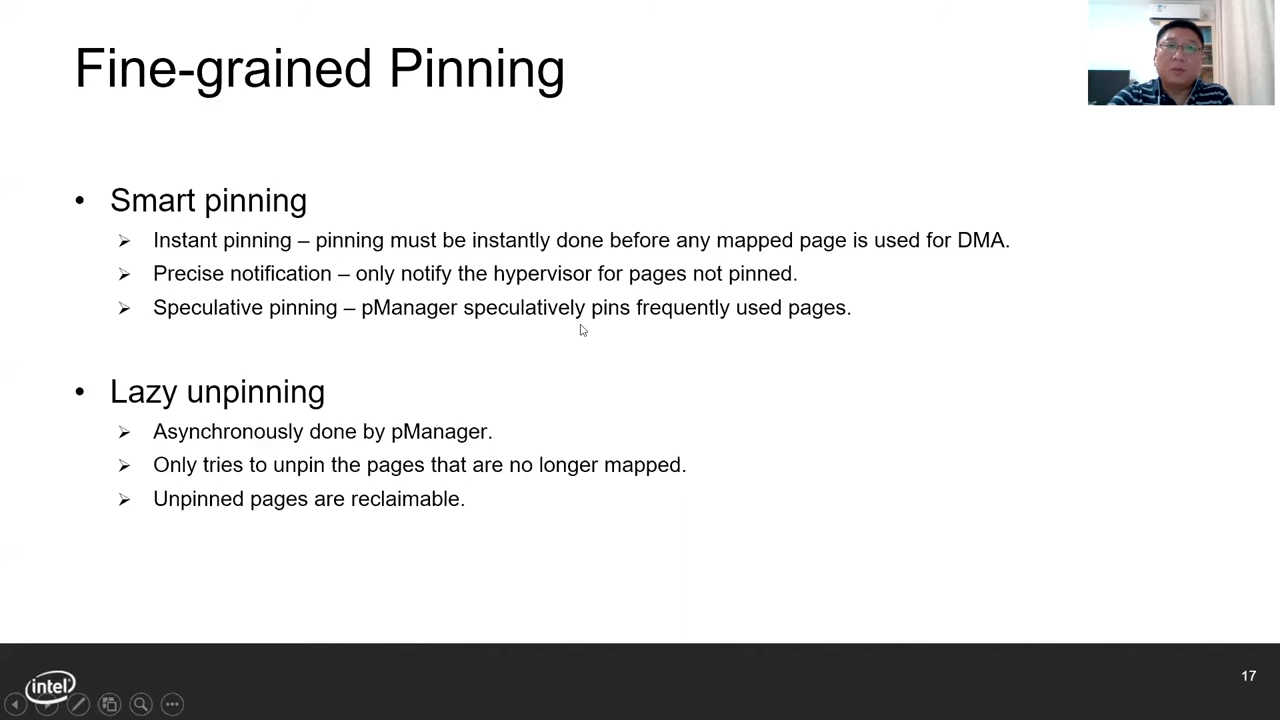 Fine-grained Pinning
• Smart pinning
➢ Instant pinning – pinning must be instantly done before any mapped page is used for DMA.
➢ Precise notification – only notify the hypervisor for pages not pinned.
➢ Speculative pinning – pManager speculatively pins frequently used pages.
• Lazy unpinning
➢ Asynchronously done by pManager.
➢ Only tries to unpin the pages that are no longer mapped.
➢ Unpinned pages are reclaimable.
intel
17